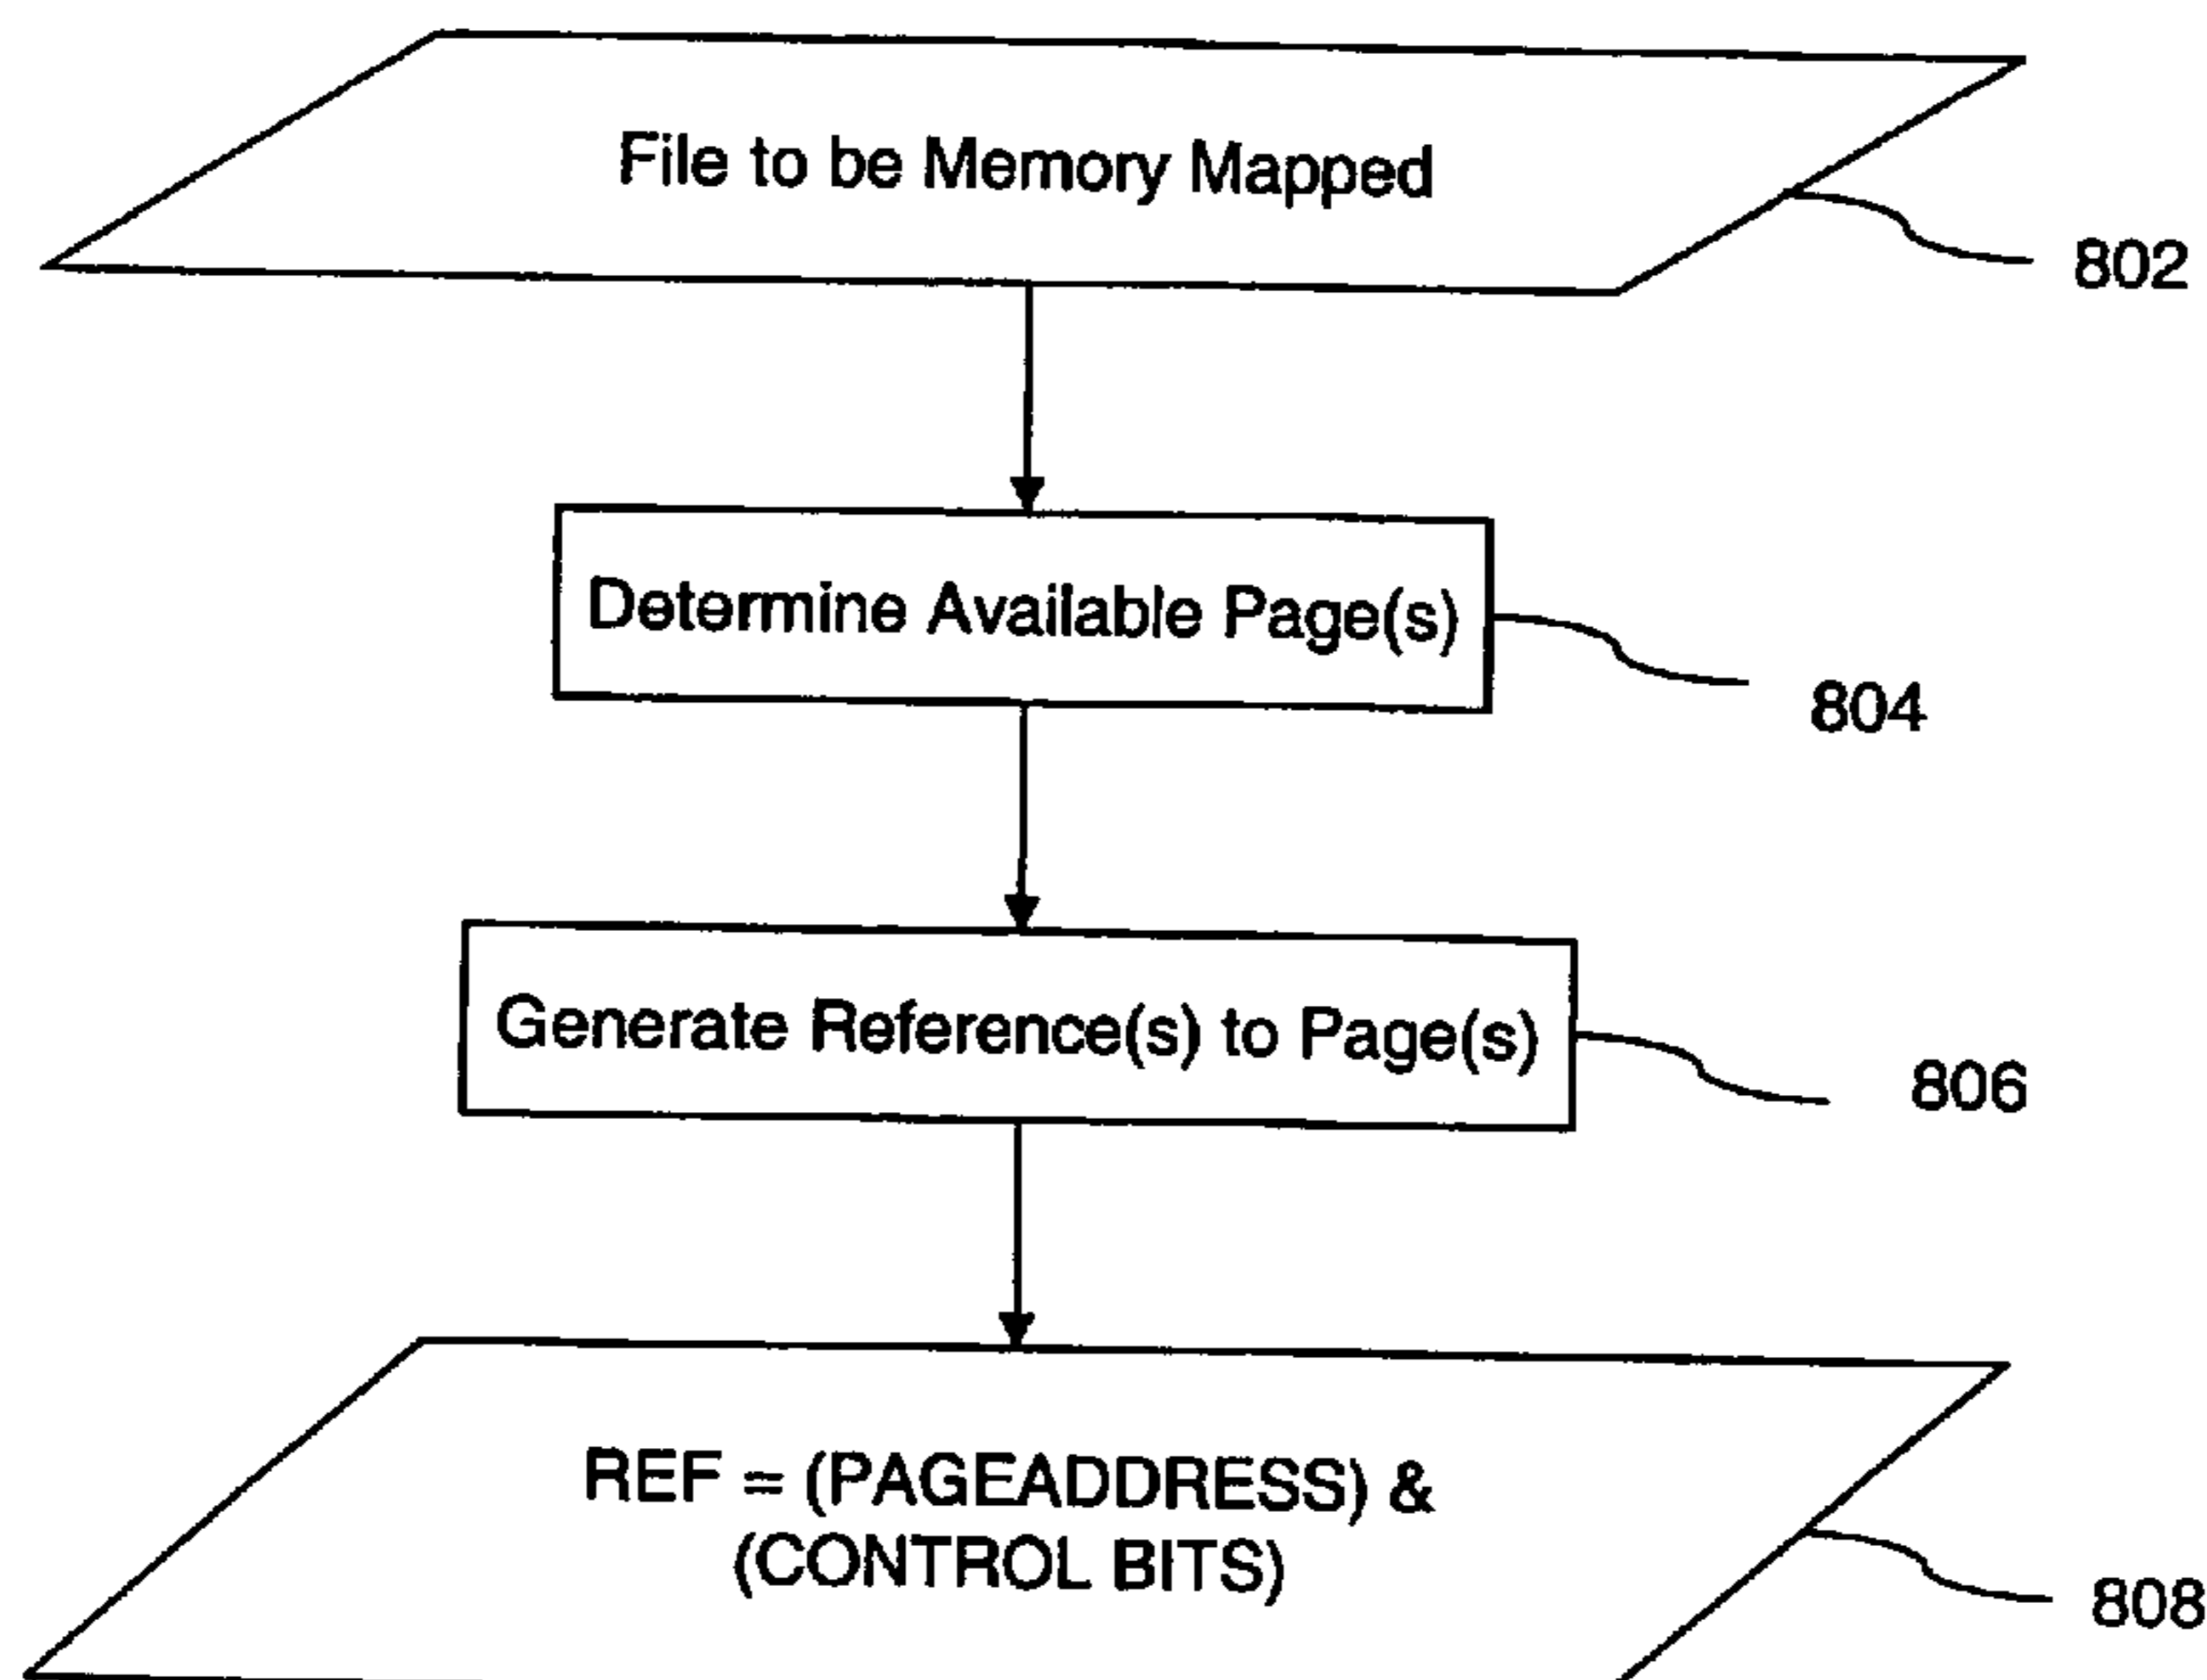 File to be Memory Mapped
802
Determine Available Page(s)
804
Generate Reference(s) to Page(s)
806
REF = (PAGEADDRESS) &
(CONTROL BITS)
808